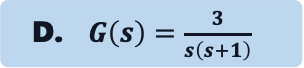 D. G(s) = 3/s(s+1)